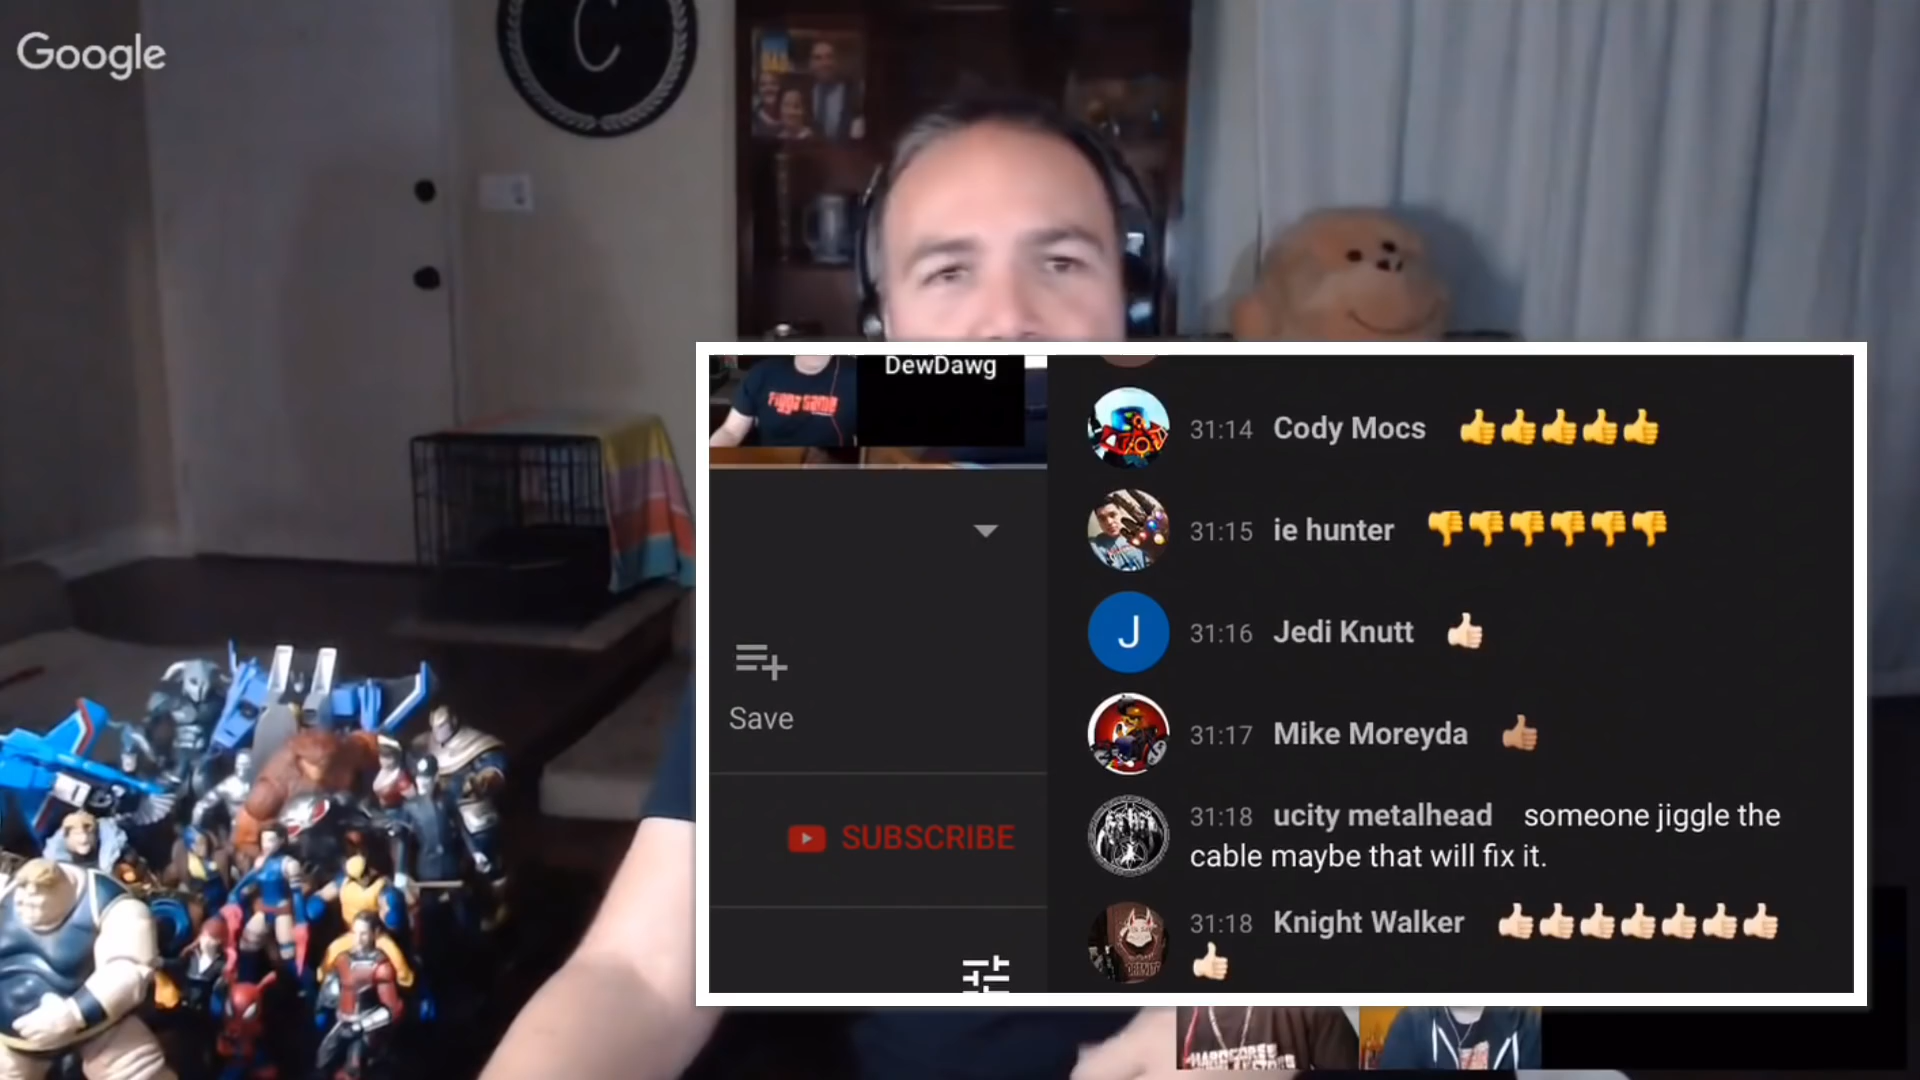 Google
C
DewDawg
31:14 Cody Mocs 👍👍👍👍👍
31:15 ie hunter 👎👎👎👎👎👎
J 31:16 Jedi Knutt 👍🏻
31:17 Mike Moreyda 👍🏽
31:18 ucity metalhead someone jiggle the
cable maybe that will fix it.
31:18 Knight Walker 👍🏻👍🏻👍🏻👍🏻👍🏻👍🏻👍🏻
👍🏻
Save
SUBSCRIBE
HARDCORE